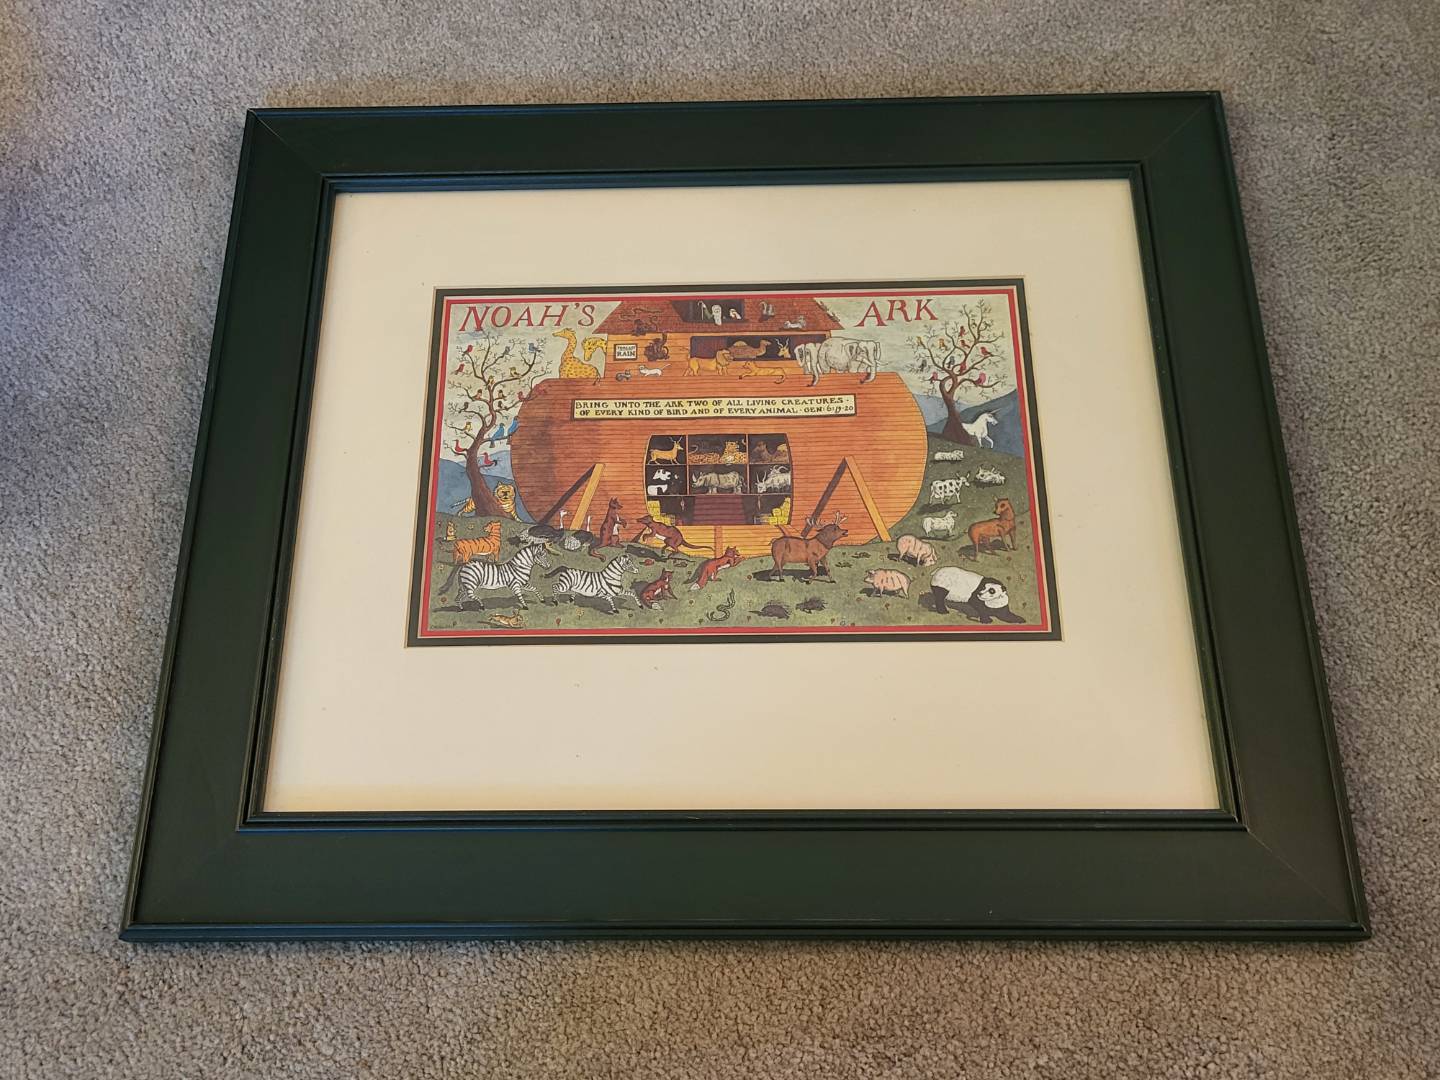 NOAH'S ARK
RAIN
BRING UNTO THE ARK TWO OF ALL LIVING CREATURES ·
· OF EVERY KIND OF BIRD AND OF EVERY ANIMAL · GEN: 6:19-20